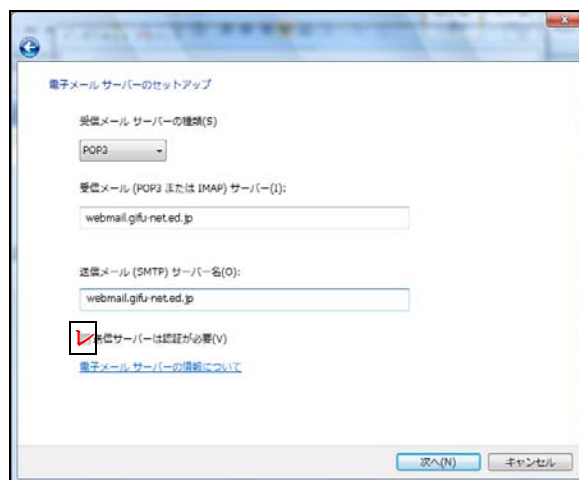 電子メール サーバーのセットアップ
受信メール サーバーの種類(S)
POP3
受信メール (POP3 または IMAP) サーバー(I):
webmail.gifu-net.ed.jp
送信メール (SMTP) サーバー名(O):
webmail.gifu-net.ed.jp
送信サーバーは認証が必要(V)
電子メール サーバーの情報について
次へ(N)
キャンセル